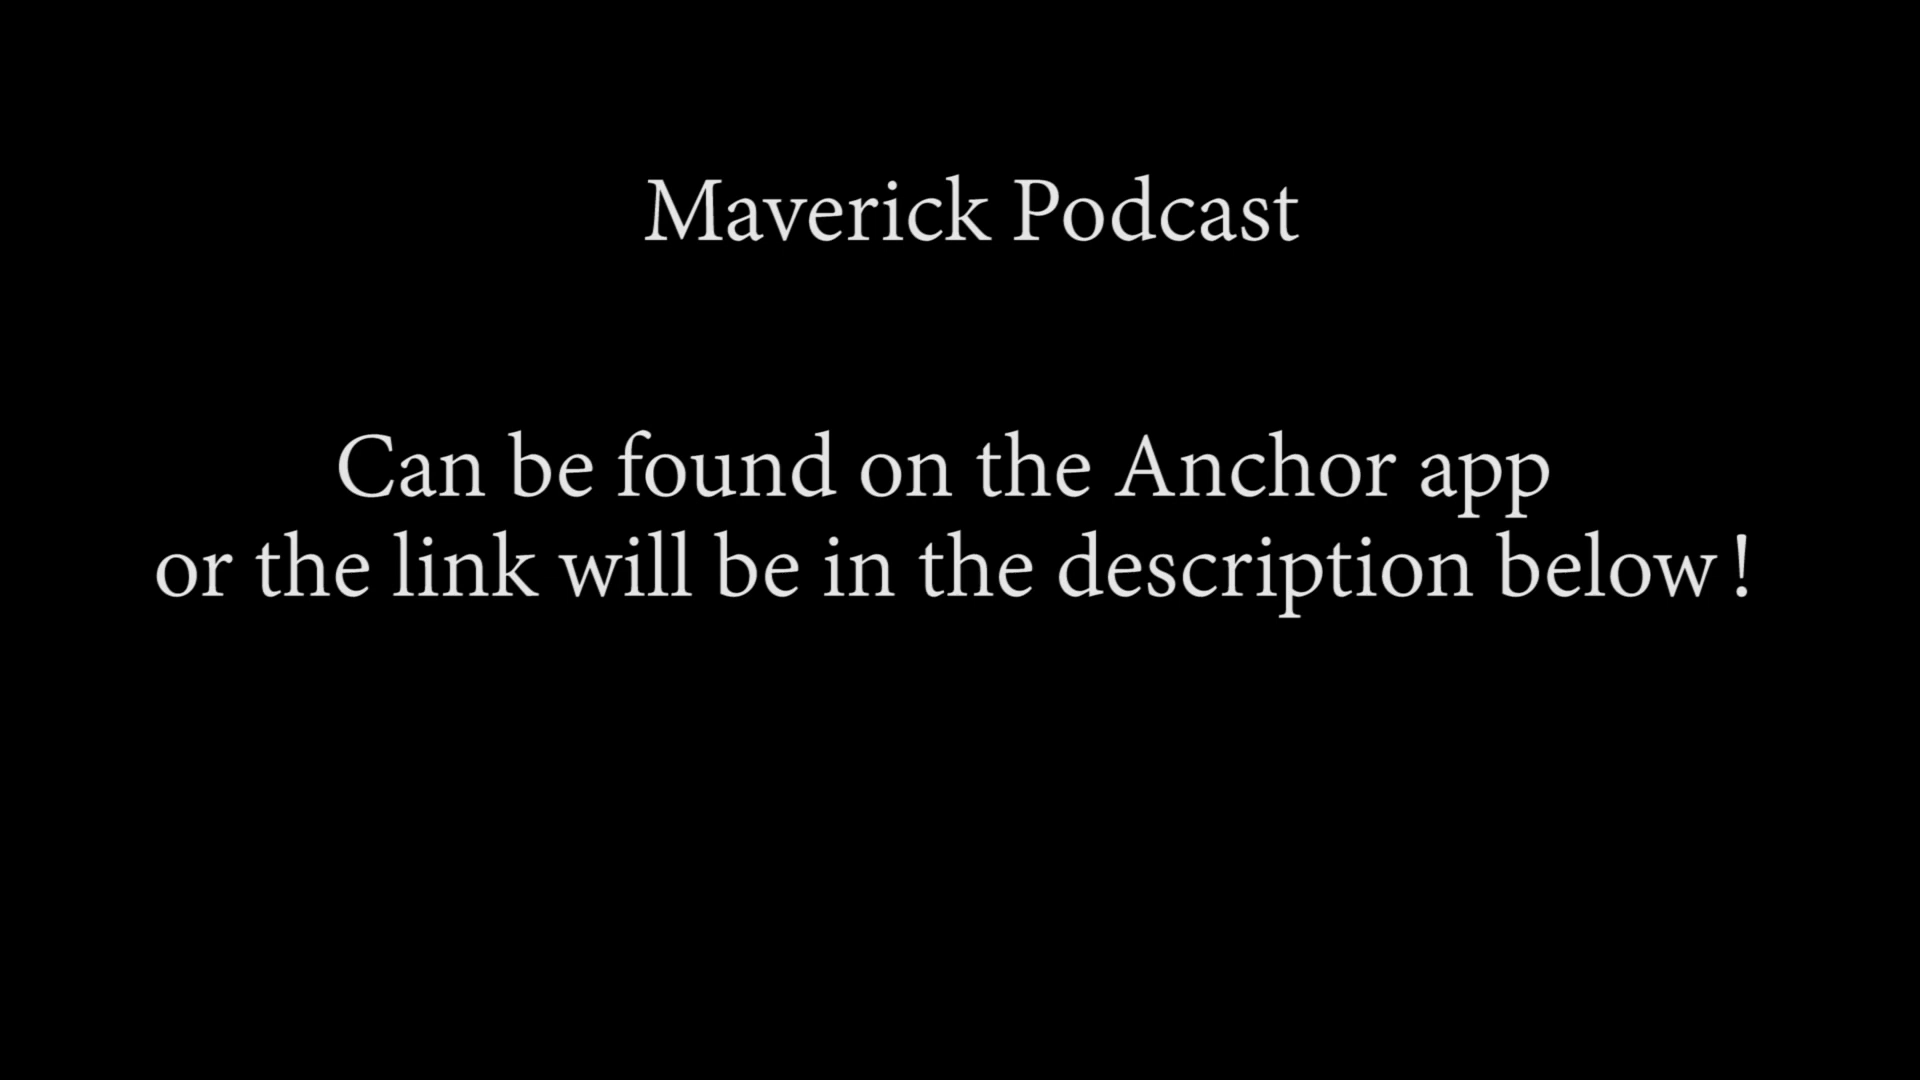 Maverick Podcast
Can be found on the Anchor app
or the link will be in the description below!